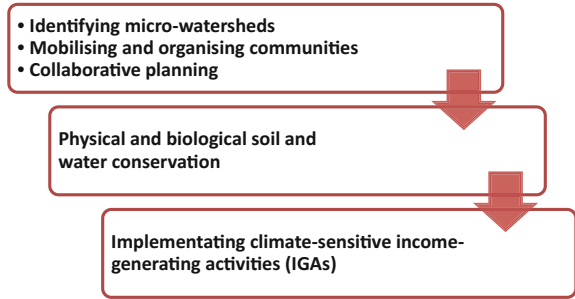 • Identifying micro-watersheds
• Mobilising and organising communities
• Collaborative planning
Physical and biological soil and
water conservation
Implementating climate-sensitive income-
generating activities (IGAs)